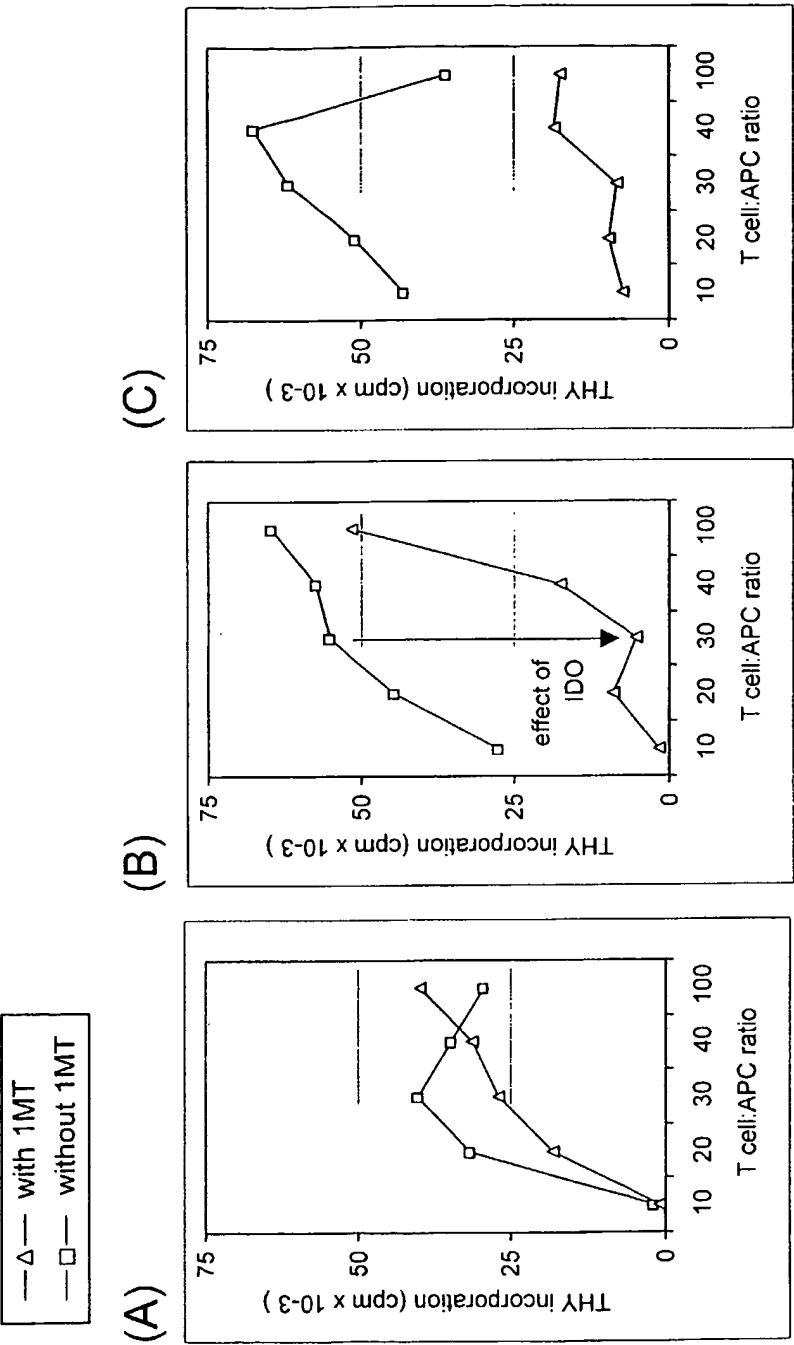 —△— with 1MT
—□— without 1MT
(A)
THY incorporation (cpm x 10-3 )
75
50
25
0
10 20 30 40 100
T cell:APC ratio
(B)
THY incorporation (cpm x 10-3 )
75
50
25
0
effect of
IDO
10 20 30 40 100
T cell:APC ratio
(C)
THY incorporation (cpm x 10-3 )
75
50
25
0
10 20 30 40 100
T cell:APC ratio